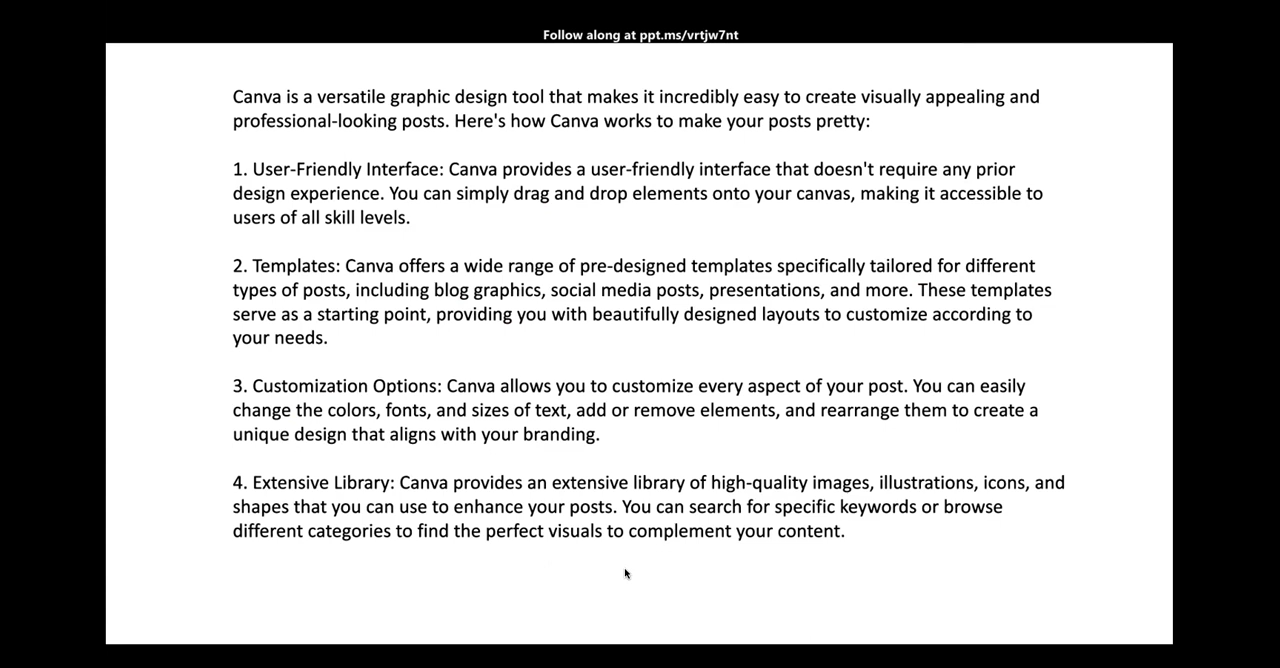 Follow along at ppt.ms/vrtjw7nt
Canva is a versatile graphic design tool that makes it incredibly easy to create visually appealing and
professional-looking posts. Here's how Canva works to make your posts pretty:
1. User-Friendly Interface: Canva provides a user-friendly interface that doesn't require any prior
design experience. You can simply drag and drop elements onto your canvas, making it accessible to
users of all skill levels.
2. Templates: Canva offers a wide range of pre-designed templates specifically tailored for different
types of posts, including blog graphics, social media posts, presentations, and more. These templates
serve as a starting point, providing you with beautifully designed layouts to customize according to
your needs.
3. Customization Options: Canva allows you to customize every aspect of your post. You can easily
change the colors, fonts, and sizes of text, add or remove elements, and rearrange them to create a
unique design that aligns with your branding.
4. Extensive Library: Canva provides an extensive library of high-quality images, illustrations, icons, and
shapes that you can use to enhance your posts. You can search for specific keywords or browse
different categories to find the perfect visuals to complement your content.